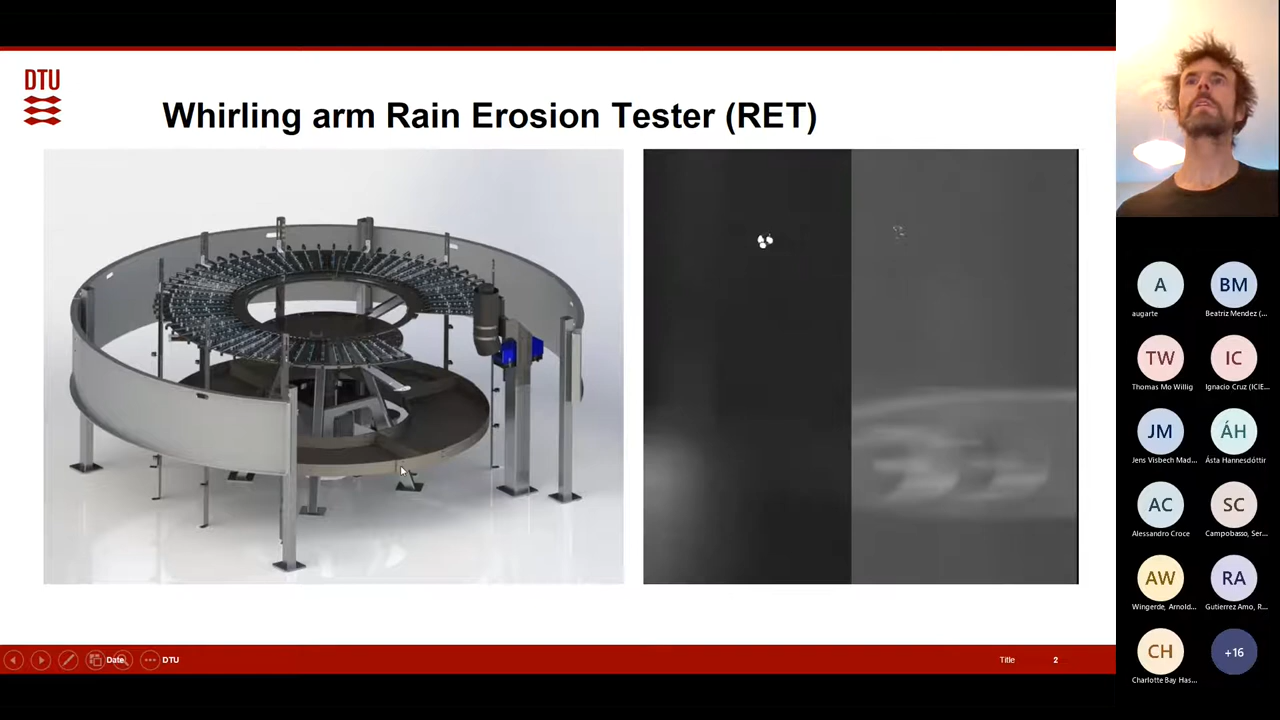 DTU
Whirling arm Rain Erosion Tester (RET)
Date
DTU
Title
2
A
augarte
BM
Beatriz Mendez (...
TW
Thomas Mo Willig
IC
Ignacio Cruz (ICIE...
JM
Jens Visbech Mad...
ÁH
Ásta Hannesdóttir
AC
Alessandro Croce
SC
Campobasso, Ser...
AW
Wingerde, Arnold...
RA
Gutierrez Amo, R...
CH
Charlotte Bay Has...
+16